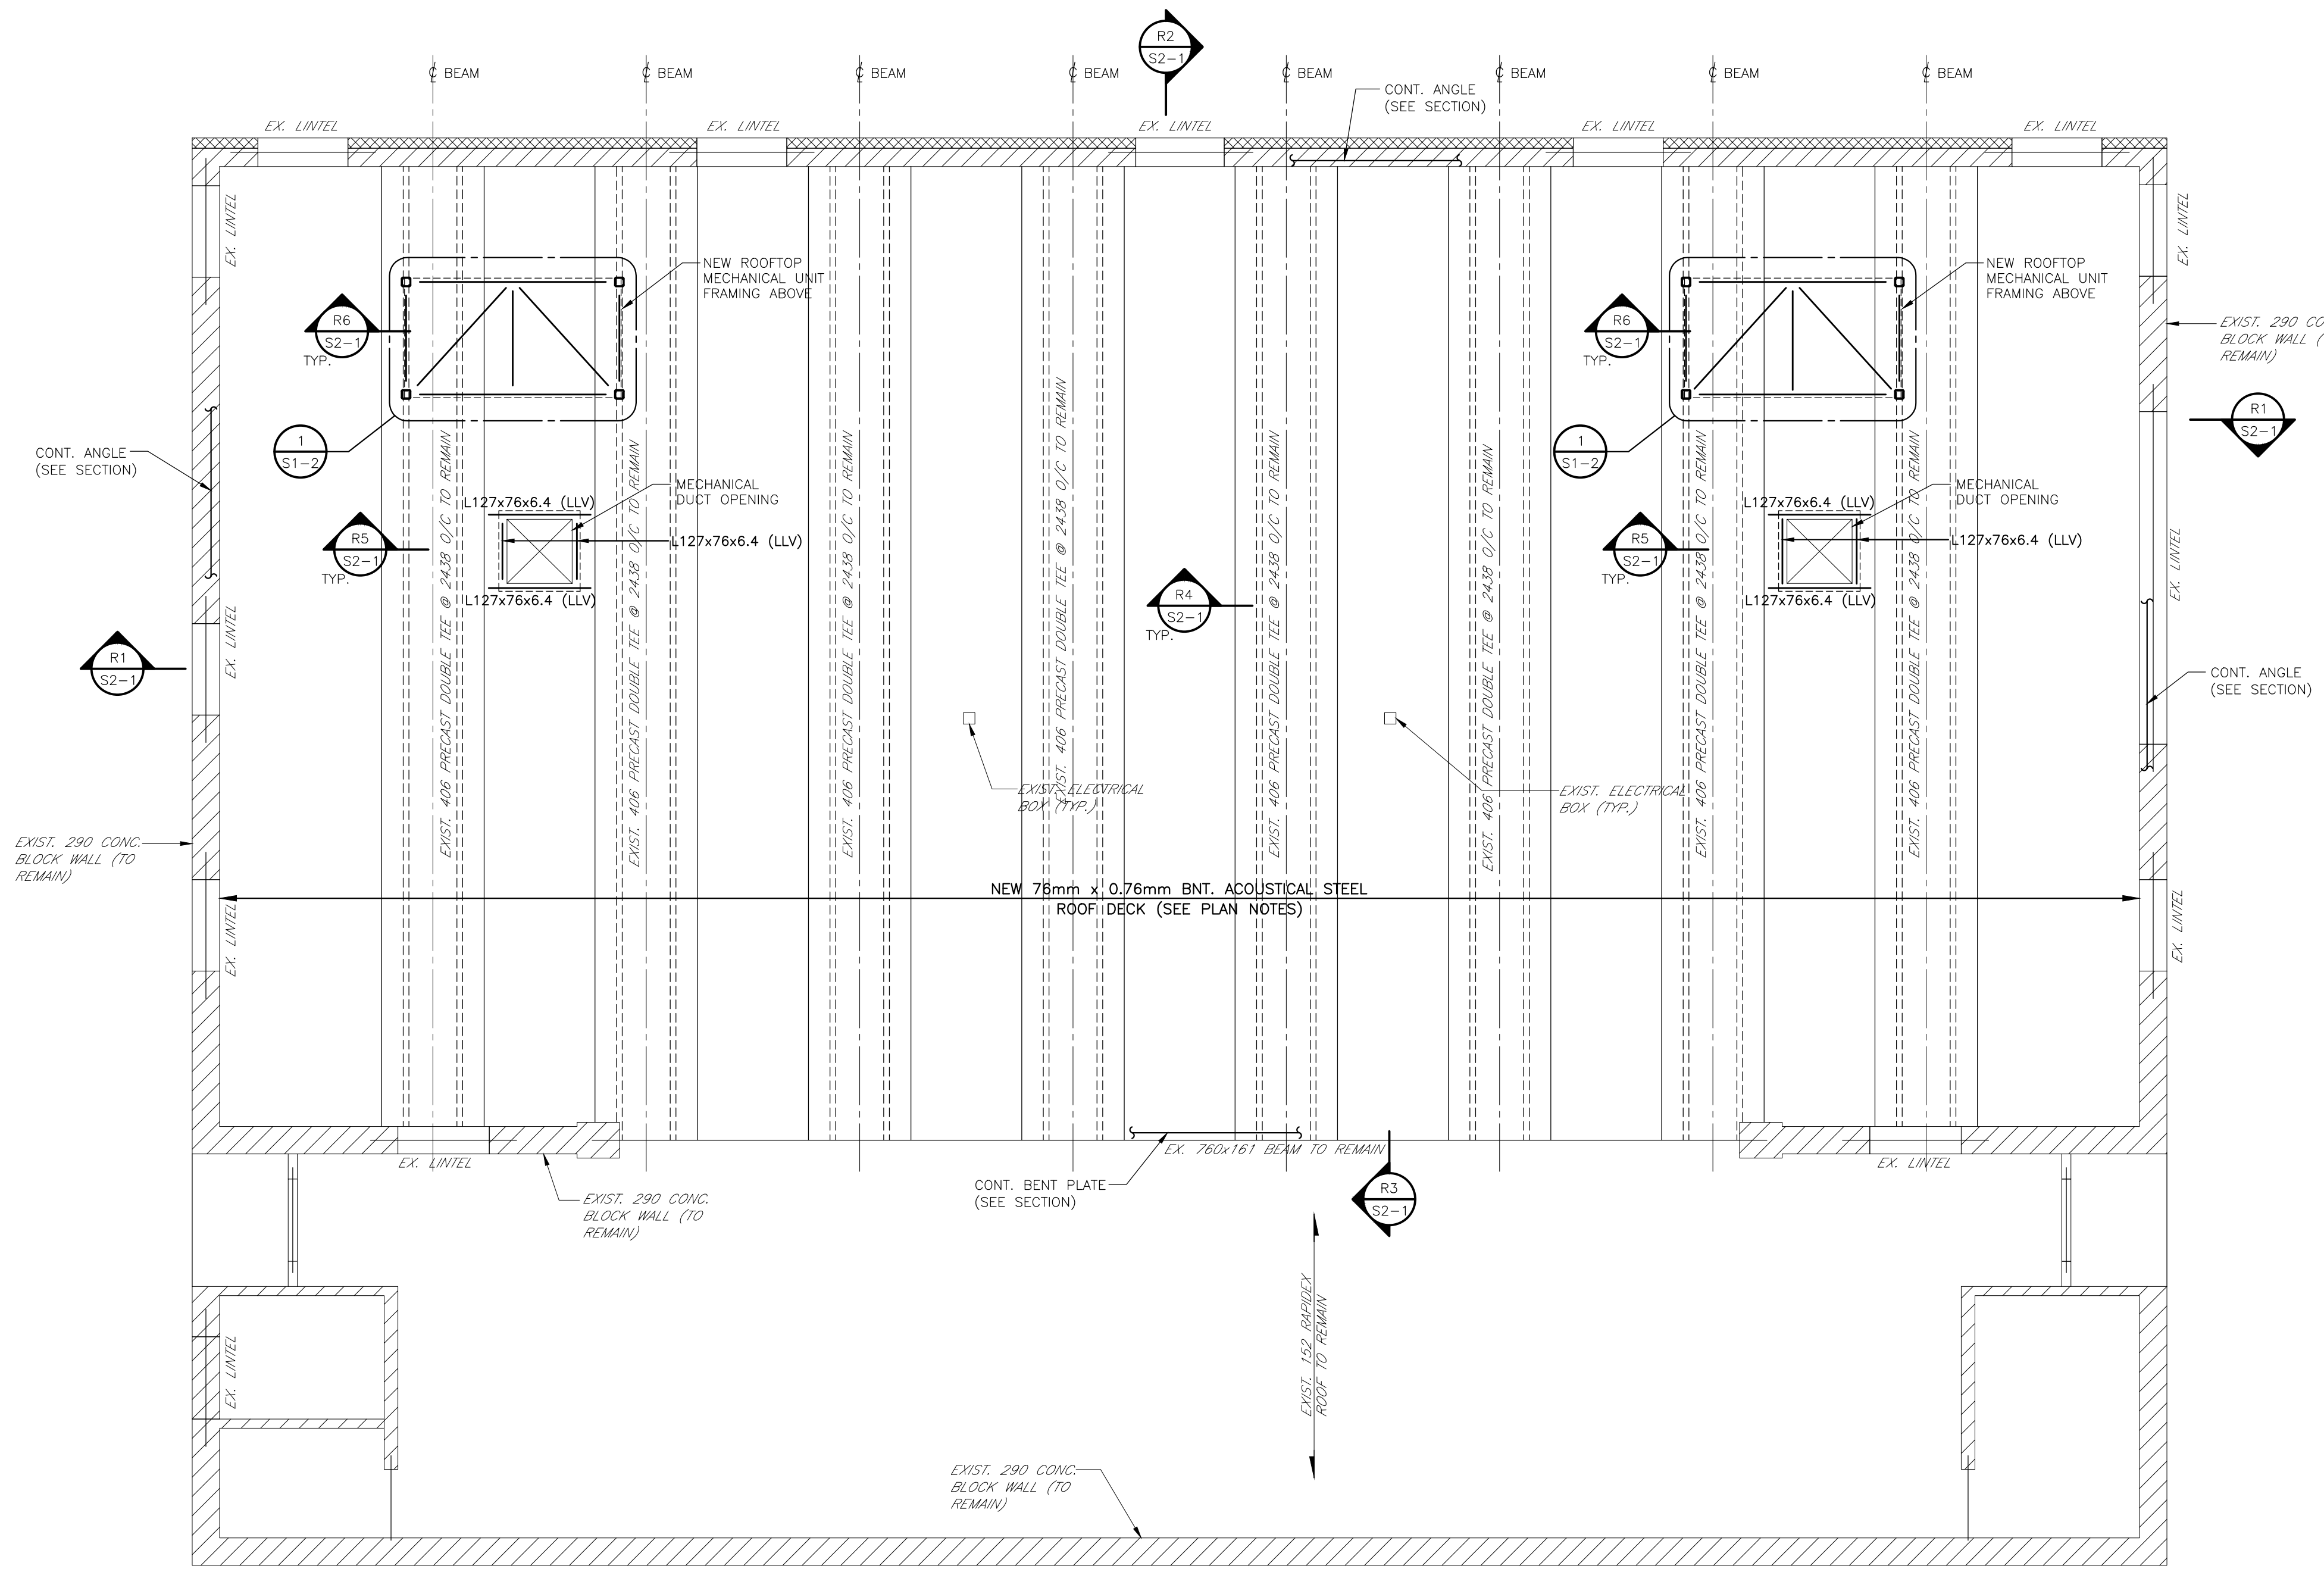 R2
S2-1
℄ BEAM
℄ BEAM
℄ BEAM
℄ BEAM
℄ BEAM
℄ BEAM
℄ BEAM
℄ BEAM
CONT. ANGLE
(SEE SECTION)
EX. LINTEL
EX. LINTEL
EX. LINTEL
EX. LINTEL
EX. LINTEL
EX. LINTEL
EX. LINTEL
NEW ROOFTOP
MECHANICAL UNIT
FRAMING ABOVE
NEW ROOFTOP
MECHANICAL UNIT
FRAMING ABOVE
R6
S2-1
TYP.
R6
S2-1
TYP.
EXIST. 290 CO
BLOCK WALL (
REMAIN)
R1
S2-1
1
S1-2
1
S1-2
CONT. ANGLE
(SEE SECTION)
MECHANICAL
DUCT OPENING
MECHANICAL
DUCT OPENING
L127x76x6.4 (LLV)
L127x76x6.4 (LLV)
L127x76x6.4 (LLV)
L127x76x6.4 (LLV)
L127x76x6.4 (LLV)
L127x76x6.4 (LLV)
R5
S2-1
TYP.
R5
S2-1
TYP.
R4
S2-1
TYP.
EX. LINTEL
EX. LINTEL
R1
S2-1
EXIST. 406 PRECAST DOUBLE TEE @ 2438 O/C TO REMAIN
EXIST. 406 PRECAST DOUBLE TEE @ 2438 O/C TO REMAIN
EXIST. 406 PRECAST DOUBLE TEE @ 2438 O/C TO REMAIN
EXIST. 406 PRECAST DOUBLE TEE @ 2438 O/C TO REMAIN
EXIST. 406 PRECAST DOUBLE TEE @ 2438 O/C TO REMAIN
EXIST. 406 PRECAST DOUBLE TEE @ 2438 O/C TO REMAIN
EXIST. 406 PRECAST DOUBLE TEE @ 2438 O/C TO REMAIN
EXIST. 406 PRECAST DOUBLE TEE @ 2438 O/C TO REMAIN
CONT. ANGLE
(SEE SECTION)
EXIST. ELECTRICAL
BOX (TYP.)
EXIST. ELECTRICAL
BOX (TYP.)
EXIST. 290 CONC.
BLOCK WALL (TO
REMAIN)
NEW 76mm x 0.76mm BNT. ACOUSTICAL STEEL
ROOF DECK (SEE PLAN NOTES)
EX. LINTEL
EX. LINTEL
EX. 760x161 BEAM TO REMAIN
EX. LINTEL
EX. LINTEL
CONT. BENT PLATE
(SEE SECTION)
R3
S2-1
EXIST. 290 CONC.
BLOCK WALL (TO
REMAIN)
EXIST. 152 RAPIDEX
ROOF TO REMAIN
EX. LINTEL
EXIST. 290 CONC.
BLOCK WALL (TO
REMAIN)